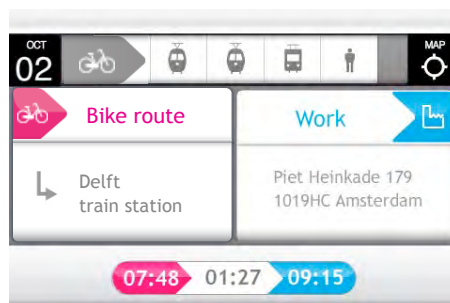 OCT
02
MAP
Bike route
Delft
train station
Work
Piet Heinkade 179
1019HC Amsterdam
07:48 01:27 09:15